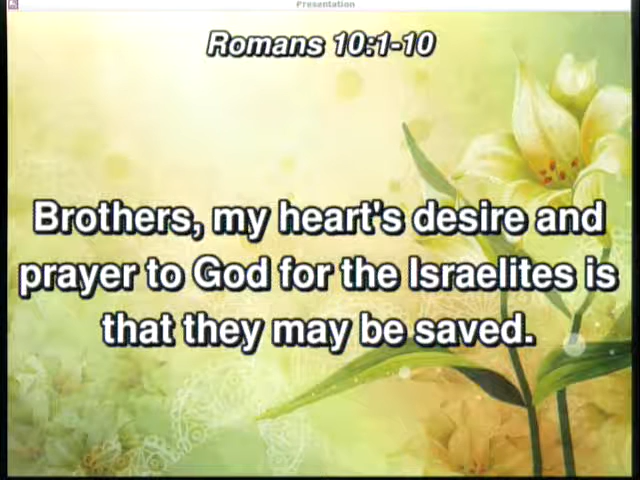 Presentation
Romans 10:1-10
Brothers, my heart's desire and
prayer to God for the Israelites is
that they may be saved.